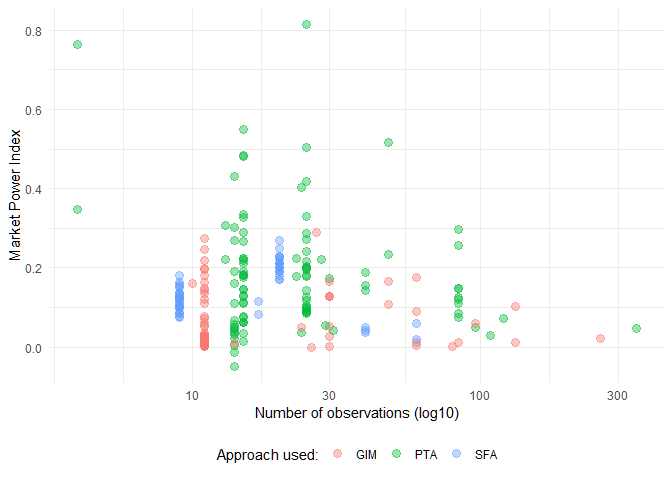 0.8
0.6
0.4
0.2
0.0
Market Power Index
10 30 100 300
Number of observations (log10)
Approach used: GIM PTA SFA